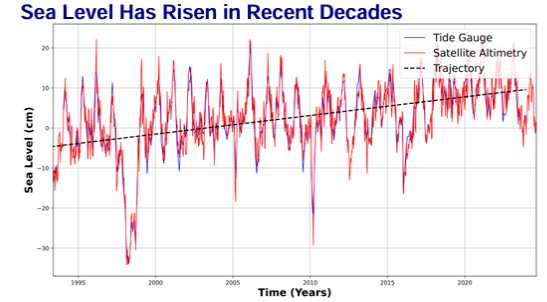 Sea Level Has Risen in Recent Decades
Tide Gauge
Satellite Altimetry
Trajectory
Sea Level (cm)
20
10
0
−10
−20
−30
1995
2000
2005
2010
2015
2020
Time (Years)